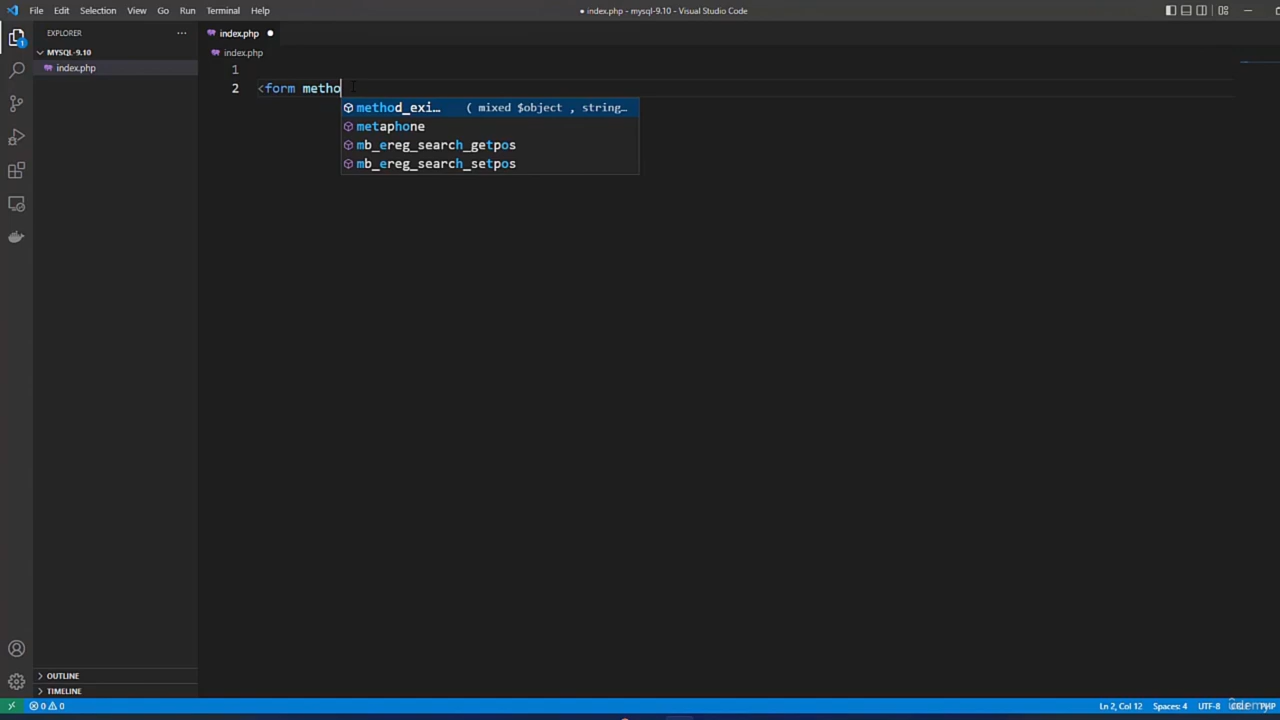 File Edit Selection View Go Run Terminal Help
● index.php - mysql-9.10 - Visual Studio Code
EXPLORER
MYSQL-9.10
index.php
index.php
index.php
1
2 <form metho
method_exi… ( mixed $object , string…
metaphone
mb_ereg_search_getpos
mb_ereg_search_setpos
OUTLINE
TIMELINE
0 0
Ln 2, Col 12 Spaces: 4 UTF-8 PHP
udemy